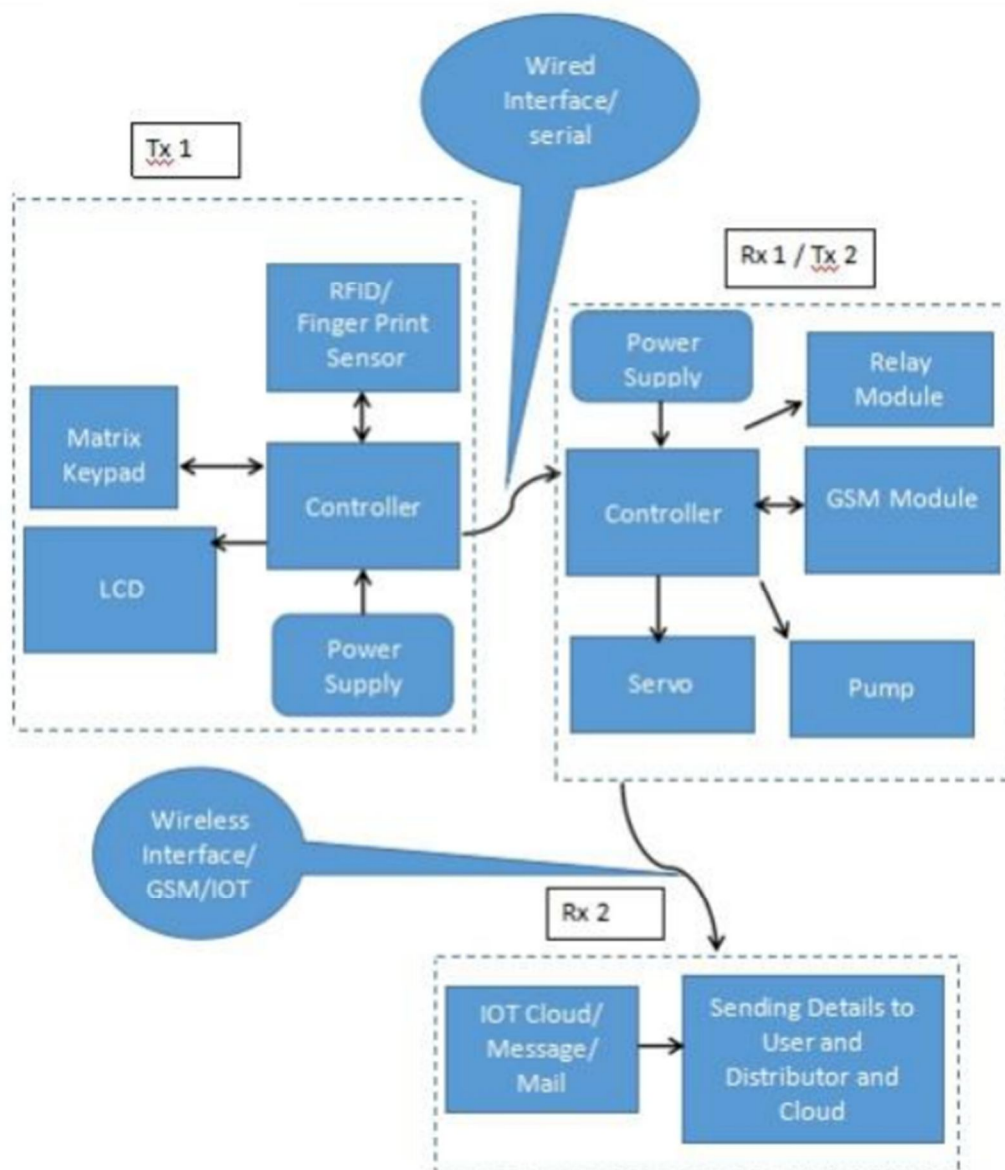 Wired
Interface/
serial
Tx 1
RFID/
Finger Print
Sensor
Matrix
Keypad
Controller
LCD
Power
Supply
Rx 1 / Tx 2
Power
Supply
Relay
Module
Controller
GSM Module
Servo
Pump
Wireless
Interface/
GSM/IOT
Rx 2
IOT Cloud/
Message/
Mail
Sending Details to
User and
Distributor and
Cloud